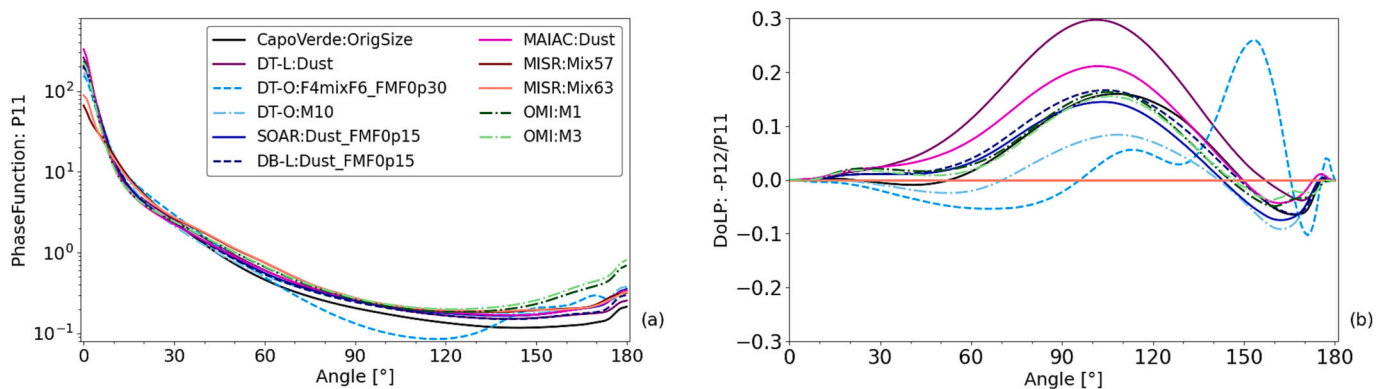 PhaseFunction: P11
10²
10¹
10⁰
10⁻¹
0 30 60 90 120 150 180
Angle [°]
(a)
CapoVerde:OrigSize
DT-L:Dust
DT-O:F4mixF6_FMF0p30
DT-O:M10
SOAR:Dust_FMF0p15
DB-L:Dust_FMF0p15
MAIAC:Dust
MISR:Mix57
MISR:Mix63
OMI:M1
OMI:M3
DoLP: -P12/P11
0.3
0.2
0.1
0.0
−0.1
−0.2
−0.3
0 30 60 90 120 150 180
Angle [°]
(b)